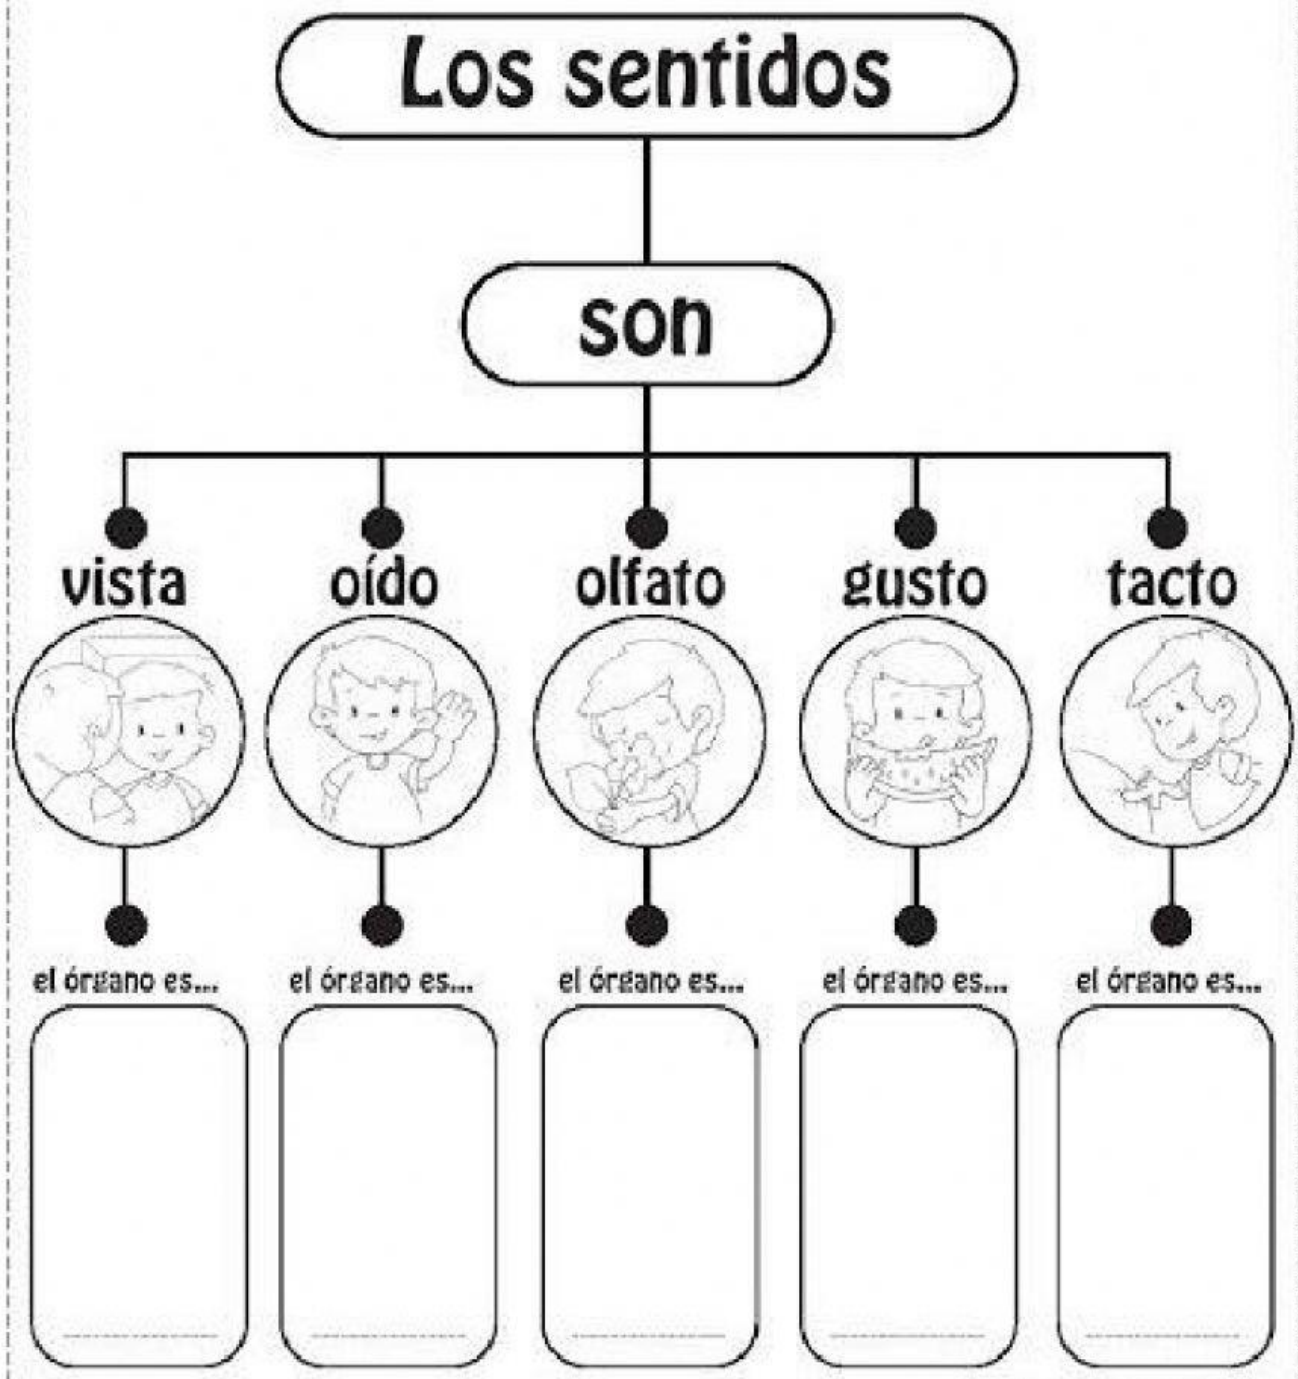 Los sentidos
son
vista oído olfato gusto tacto
el órgano es... el órgano es... el órgano es... el órgano es... el órgano es...